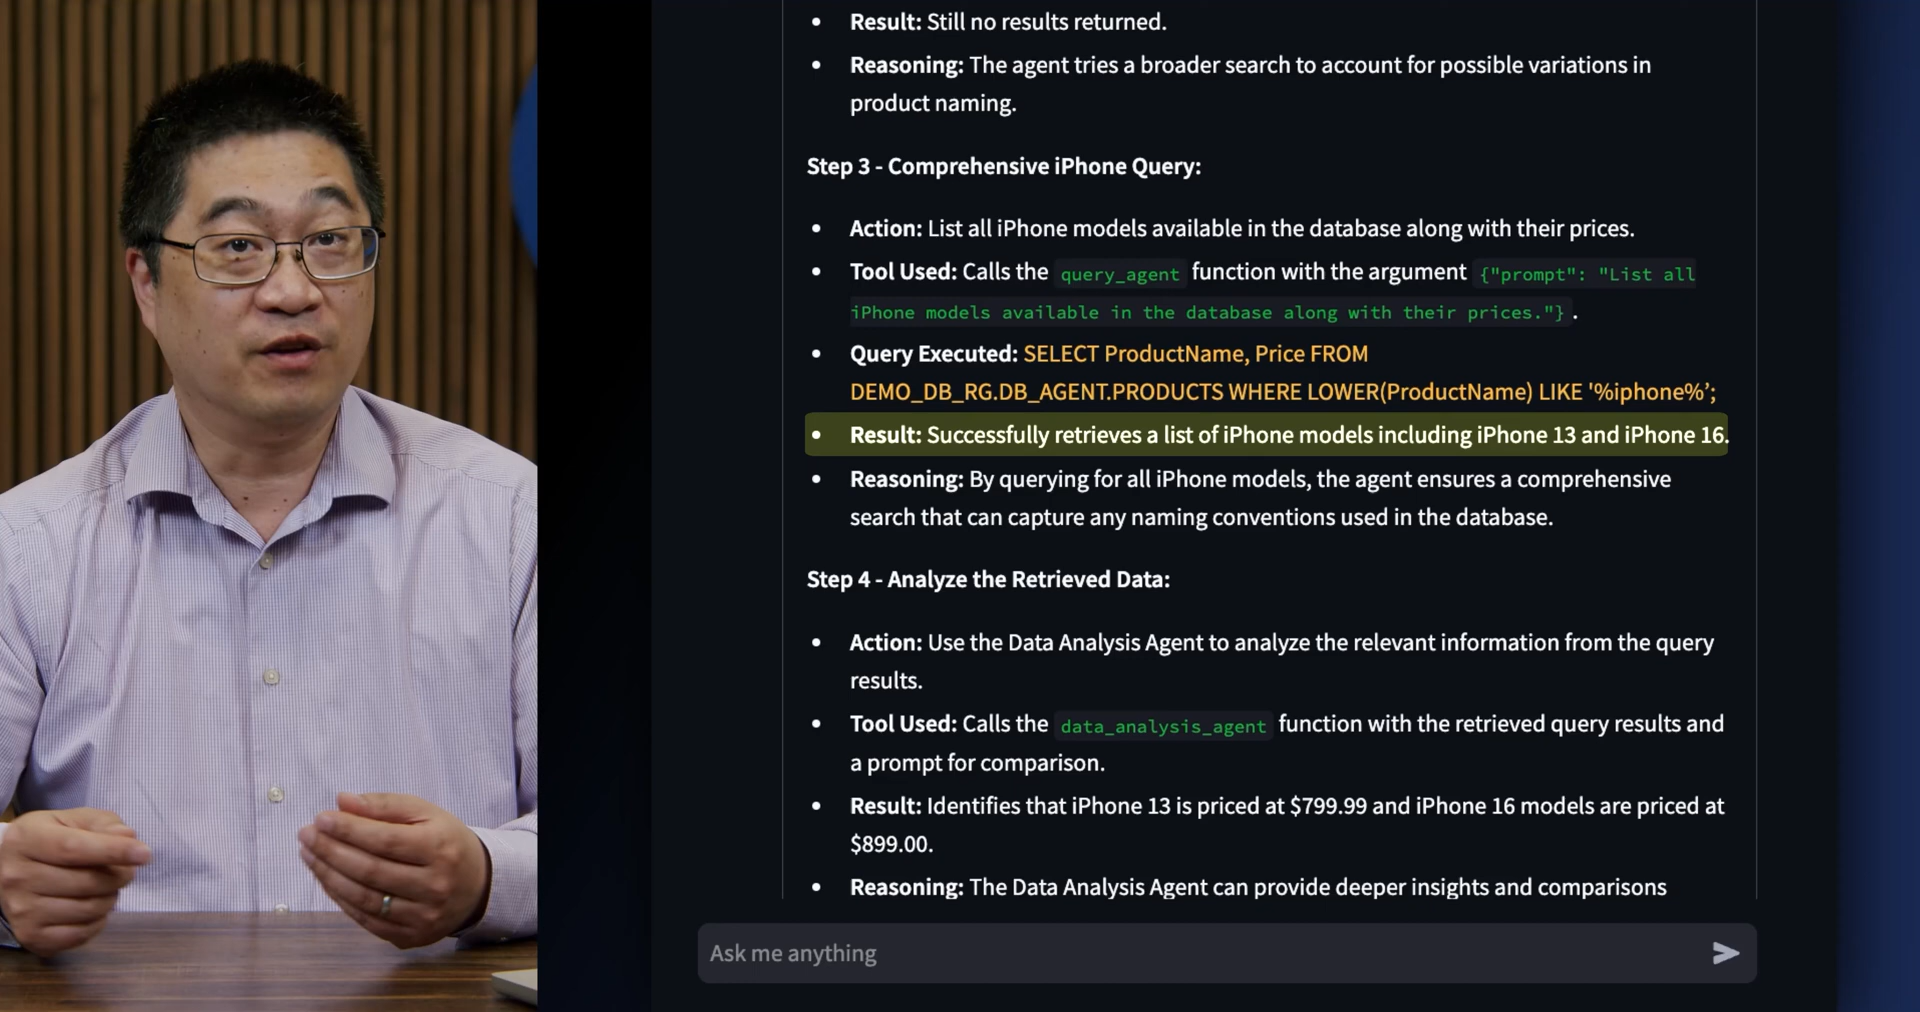 • Result: Still no results returned.
• Reasoning: The agent tries a broader search to account for possible variations in
product naming.
Step 3 - Comprehensive iPhone Query:
• Action: List all iPhone models available in the database along with their prices.
• Tool Used: Calls the query_agent function with the argument {"prompt": "List all
iPhone models available in the database along with their prices."} .
• Query Executed: SELECT ProductName, Price FROM
DEMO_DB_RG.DB_AGENT.PRODUCTS WHERE LOWER(ProductName) LIKE '%iphone%’;
• Result: Successfully retrieves a list of iPhone models including iPhone 13 and iPhone 16.
• Reasoning: By querying for all iPhone models, the agent ensures a comprehensive
search that can capture any naming conventions used in the database.
Step 4 - Analyze the Retrieved Data:
• Action: Use the Data Analysis Agent to analyze the relevant information from the query
results.
• Tool Used: Calls the data_analysis_agent function with the retrieved query results and
a prompt for comparison.
• Result: Identifies that iPhone 13 is priced at $799.99 and iPhone 16 models are priced at
$899.00.
• Reasoning: The Data Analysis Agent can provide deeper insights and comparisons
Ask me anything